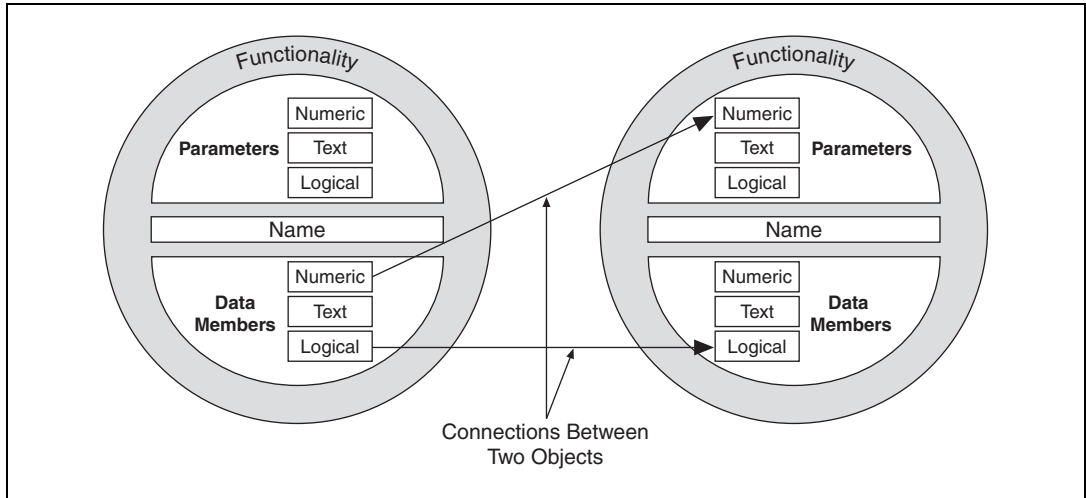 Functionality
Numeric
Parameters
Text
Logical
Name
Numeric
Data
Members
Text
Logical
Functionality
Numeric
Text
Parameters
Logical
Name
Numeric
Text
Data
Members
Logical
Connections Between
Two Objects